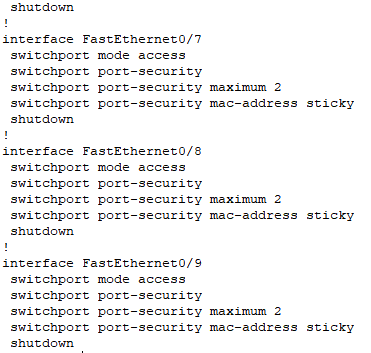 shutdown
!
interface FastEthernet0/7
 switchport mode access
 switchport port-security
 switchport port-security maximum 2
 switchport port-security mac-address sticky
 shutdown
!
interface FastEthernet0/8
 switchport mode access
 switchport port-security
 switchport port-security maximum 2
 switchport port-security mac-address sticky
 shutdown
!
interface FastEthernet0/9
 switchport mode access
 switchport port-security
 switchport port-security maximum 2
 switchport port-security mac-address sticky
 shutdown